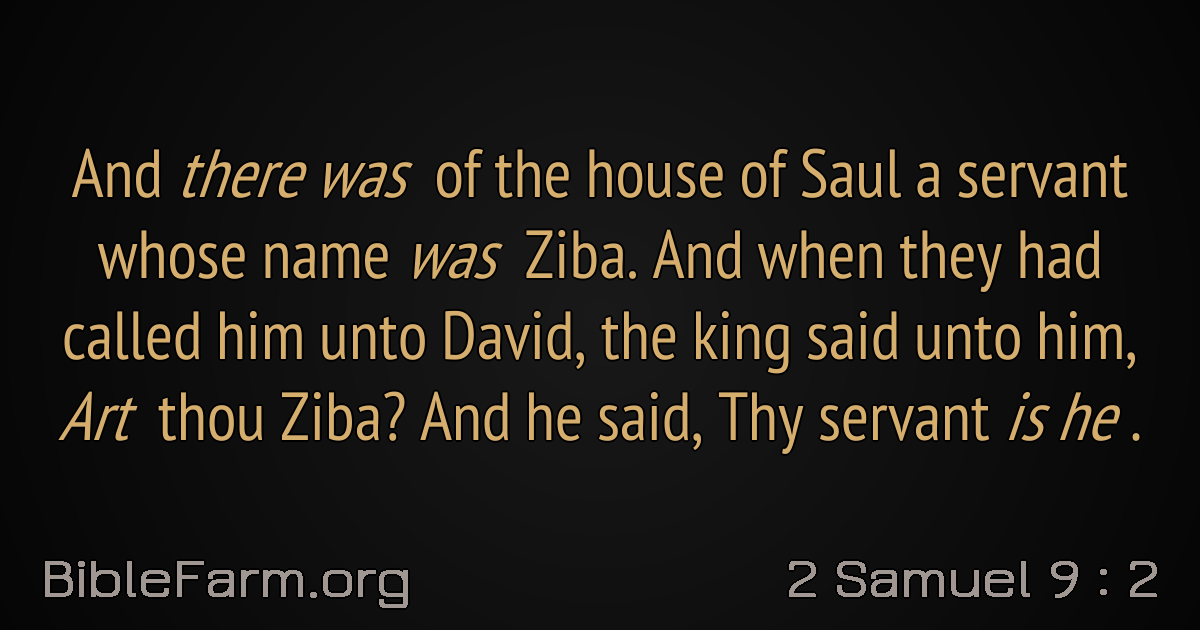 And there was of the house of Saul a servant
whose name was Ziba. And when they had
called him unto David, the king said unto him,
Art thou Ziba? And he said, Thy servant is he .
BibleFarm.org
2 Samuel 9 : 2